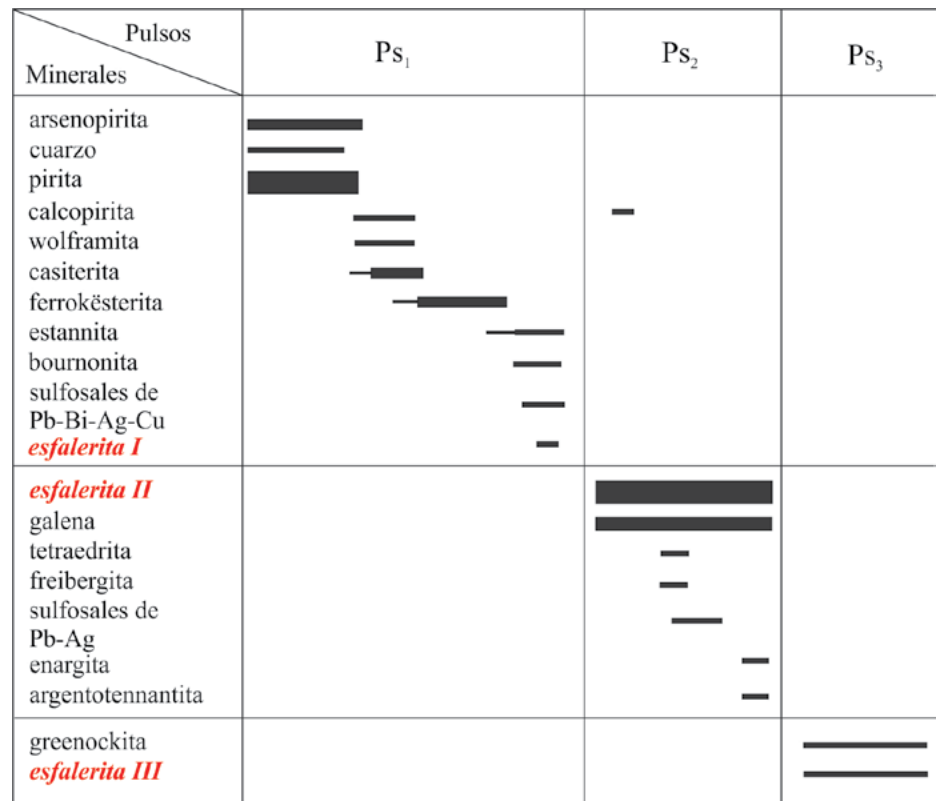 Pulsos
Minerales
Ps₁
Ps₂
Ps₃
arsenopirita
cuarzo
pirita
calcopirita
wolframita
casiterita
ferrokësterita
estannita
bournonita
sulfosales de
Pb-Bi-Ag-Cu
esfalerita I
esfalerita II
galena
tetraedrita
freibergita
sulfosales de
Pb-Ag
enargita
argentotennantita
greenockita
esfalerita III